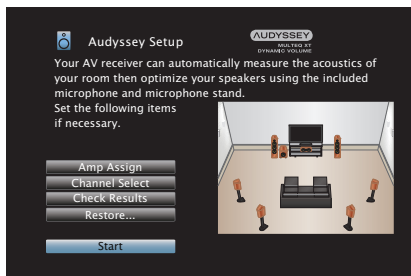 Audyssey Setup
AUDYSSEY
MULTEQ XT
DYNAMIC VOLUME
Your AV receiver can automatically measure the acoustics of
your room then optimize your speakers using the included
microphone and microphone stand.
Set the following items
if necessary.
Amp Assign
Channel Select
Check Results
Restore...
Start